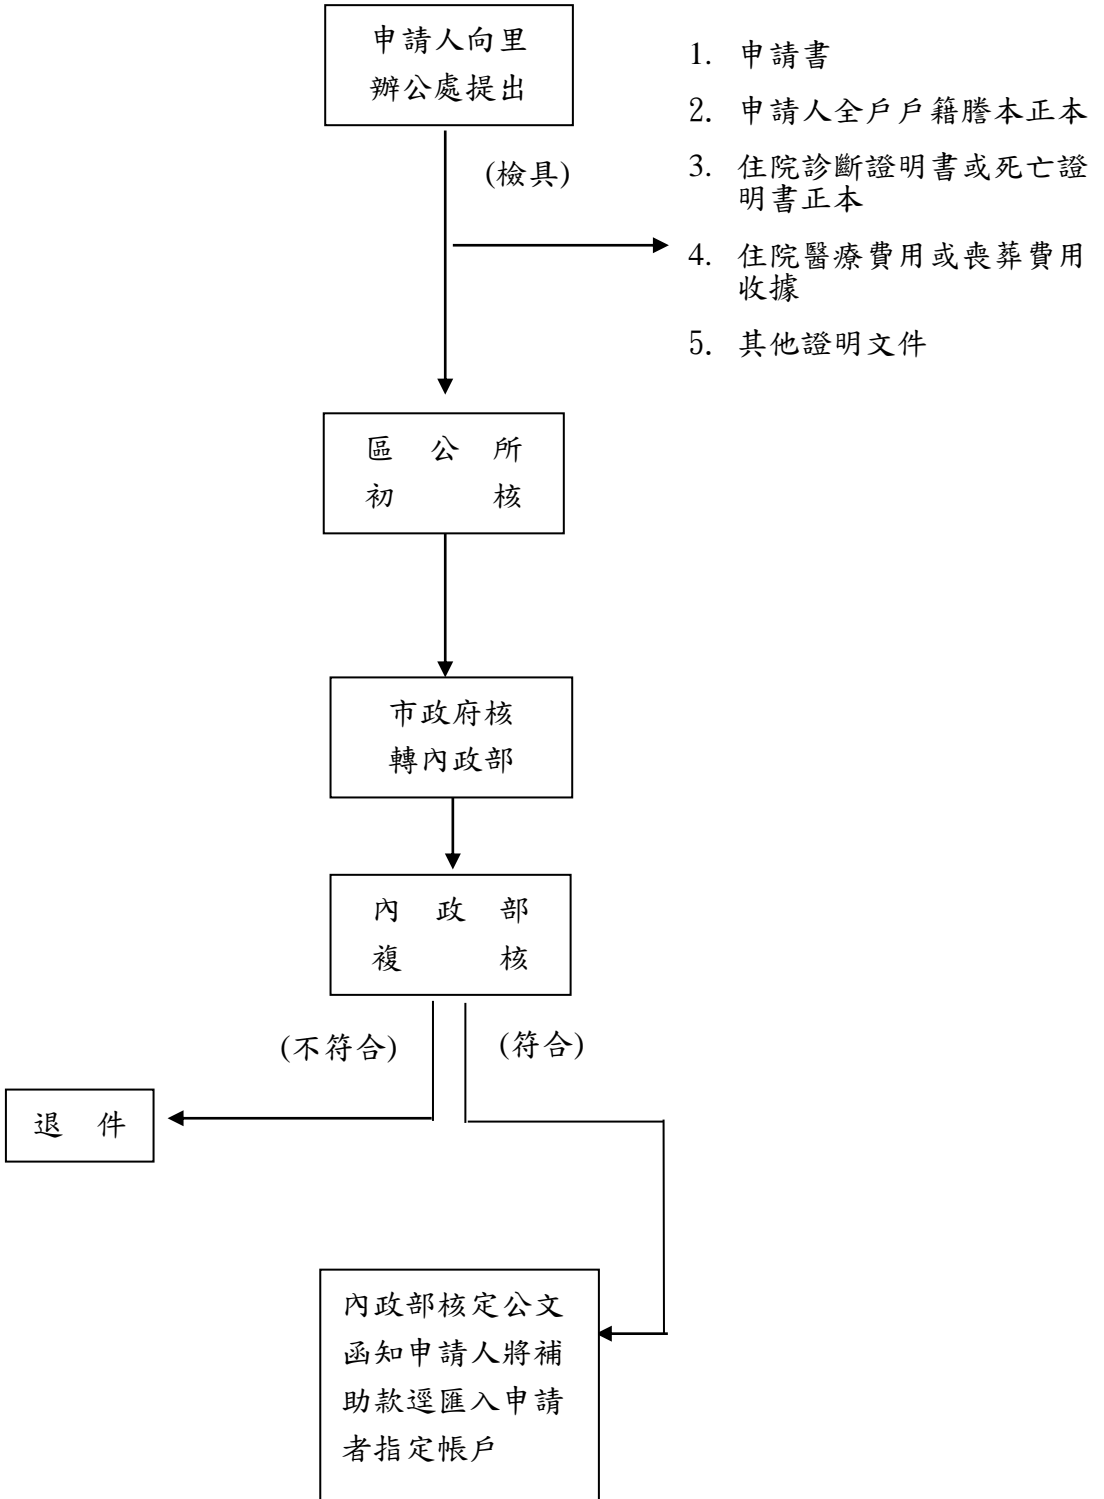 申請人向里
辦公處提出
1. 申請書
2. 申請人全戶戶籍謄本正本
(檢具)
3. 住院診斷證明書或死亡證
明書正本
4. 住院醫療費用或喪葬費用
收據
5. 其他證明文件
區 公 所
初 核
市政府核
轉內政部
內 政 部
複 核
(不符合)
(符合)
退 件
內政部核定公文
函知申請人將補
助款逕匯入申請
者指定帳戶